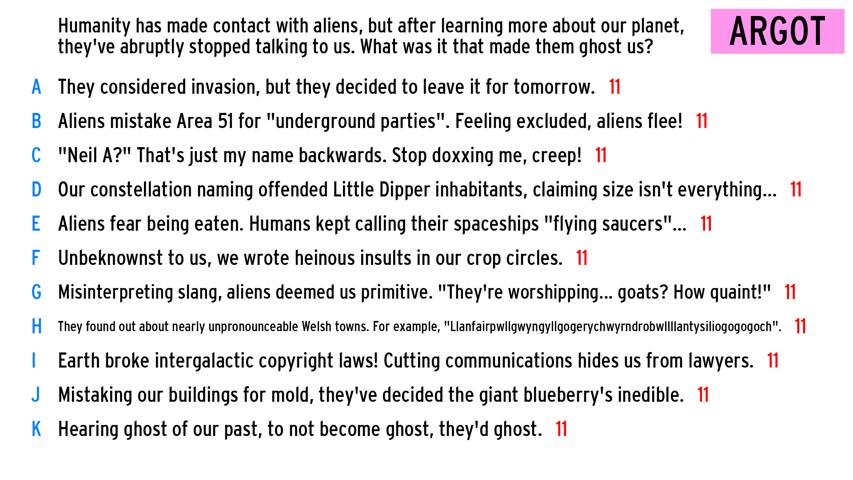 Humanity has made contact with aliens, but after learning more about our planet,
they've abruptly stopped talking to us. What was it that made them ghost us?
ARGOT
A They considered invasion, but they decided to leave it for tomorrow. 11
B Aliens mistake Area 51 for "underground parties". Feeling excluded, aliens flee! 11
C "Neil A?" That's just my name backwards. Stop doxxing me, creep! 11
D Our constellation naming offended Little Dipper inhabitants, claiming size isn't everything... 11
E Aliens fear being eaten. Humans kept calling their spaceships "flying saucers"... 11
F Unbeknownst to us, we wrote heinous insults in our crop circles. 11
G Misinterpreting slang, aliens deemed us primitive. "They're worshipping... goats? How quaint!" 11
H They found out about nearly unpronounceable Welsh towns. For example, "Llanfairpwllgwyngyllgogerychwyrndrobwllllantysiliogogogoch". 11
I Earth broke intergalactic copyright laws! Cutting communications hides us from lawyers. 11
J Mistaking our buildings for mold, they've decided the giant blueberry's inedible. 11
K Hearing ghost of our past, to not become ghost, they'd ghost. 11